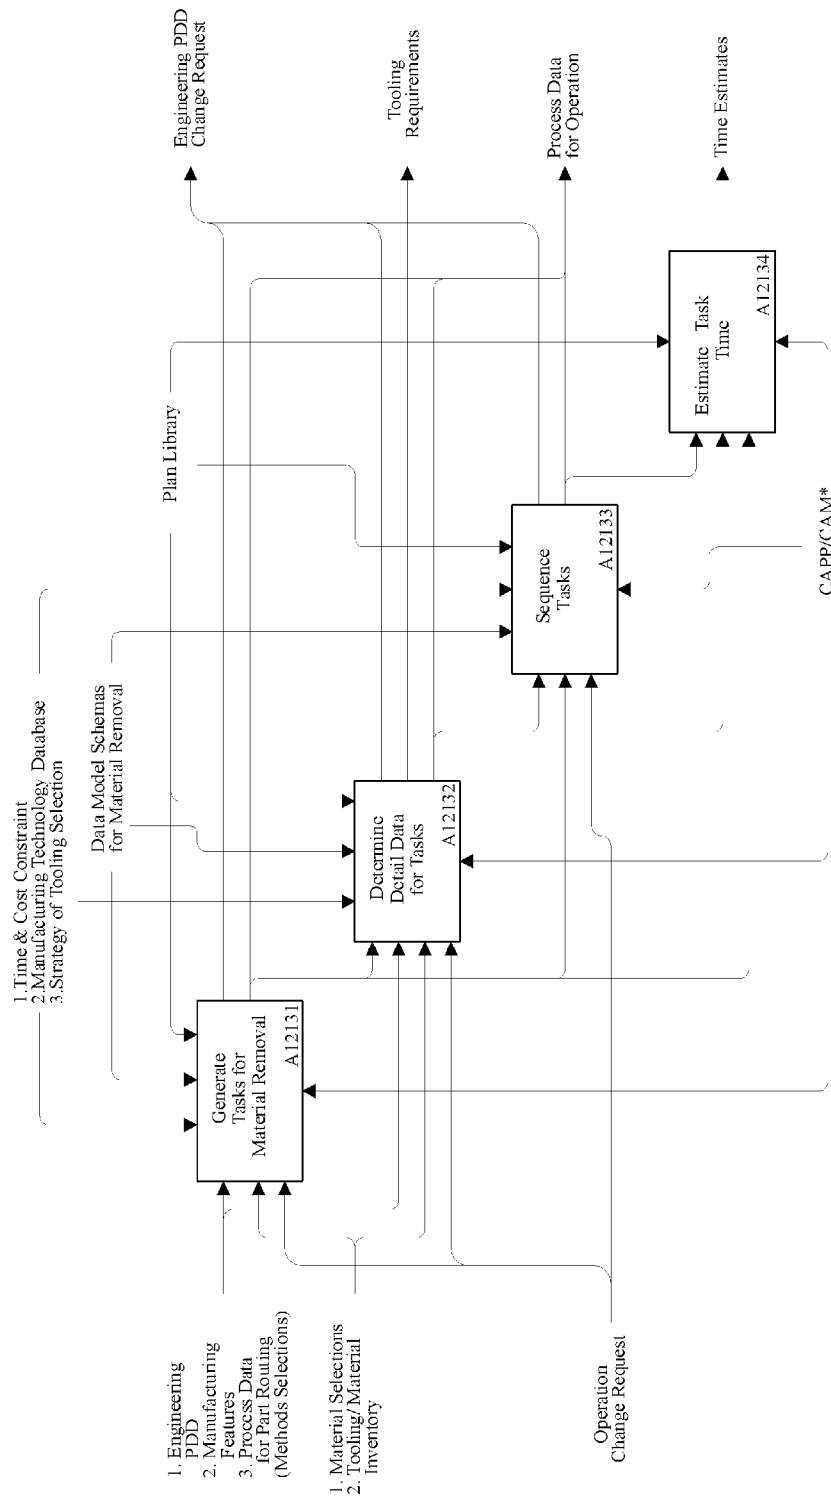 1.Time & Cost Constraint
2.Manufacturing Technology Database
3.Strategy of Tooling Selection
Data Model Schemas
for Material Removal
Plan Library
Engineering PDD
Change Request
Tooling
Requirements
Process Data
for Operation
Time Estimates
Generate
Tasks for
Material Removal
A12131
Determine
Detail Data
for Tasks
A12132
Sequence
Tasks
A12133
Estimate Task
Time
A12134
1. Engineering
PDD
2. Manufacturing
Features
3. Process Data
for Part Routing
(Methods Selections)
1. Material Selections
2. Tooling/ Material
Inventory
Operation
Change Request
CAPP/CAM*